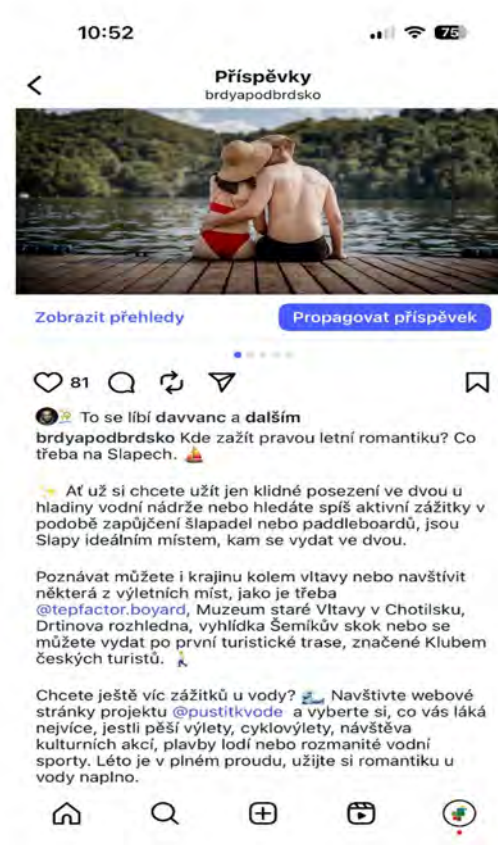 10:52
75
Příspěvky
brdyapodbrdsko
Zobrazit přehledy
Propagovat příspěvek
81
To se líbí davvanc a dalším
brdyapodbrdsko Kde zažít pravou letní romantiku? Co
třeba na Slapech. ⛵
Ať už si chcete užít jen klidné posezení ve dvou u
hladiny vodní nádrže nebo hledáte spíš aktivní zážitky v
podobě zapůjčení šlapadel nebo paddleboardů, jsou
Slapy ideálním místem, kam se vydat ve dvou.
Poznávat můžete i krajinu kolem vltavy nebo navštívit
některá z výletních míst, jako je třeba
@tepfactor.boyard, Muzeum staré Vltavy v Chotilsku,
Drtinova rozhledna, vyhlídka Šemíkův skok nebo se
můžete vydat po první turistické trase, značené Klubem
českých turistů.
Chcete ještě víc zážitků u vody? Navštivte webové
stránky projektu @pustitkvode a vyberte si, co vás láká
nejvíce, jestli pěší výlety, cyklovýlety, návštěva
kulturních akcí, plavby lodí nebo rozmanité vodní
sporty. Léto je v plném proudu, užijte si romantiku u
vody naplno.